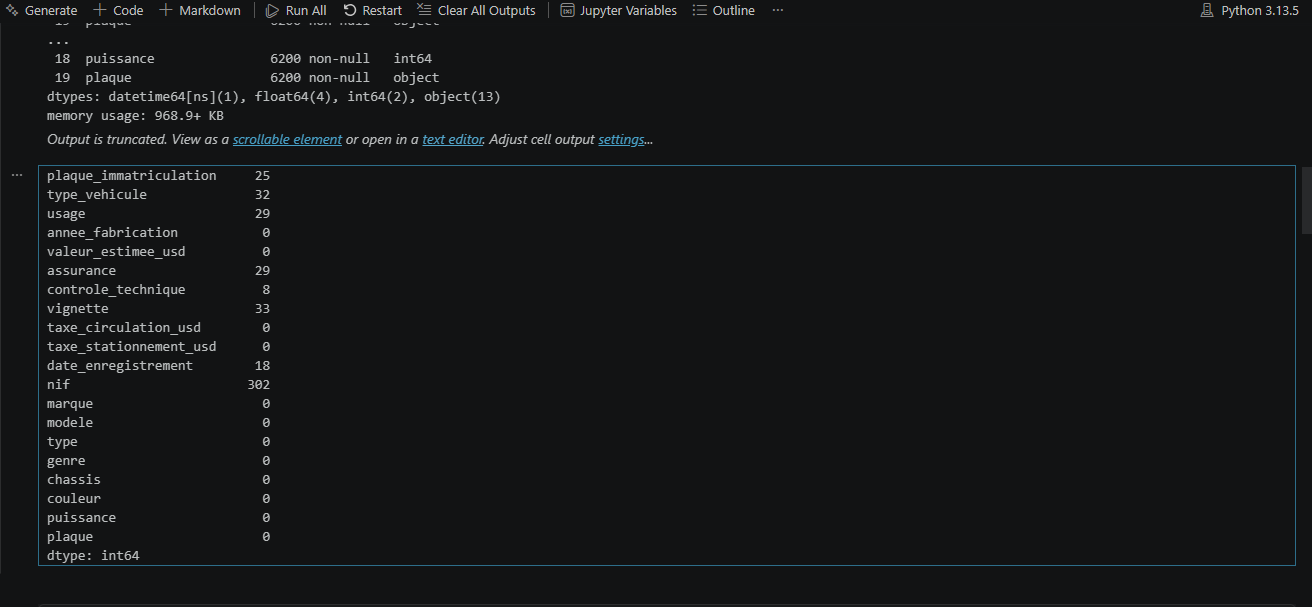 Generate + Code + Markdown Run All Restart Clear All Outputs Jupyter Variables Outline ... Python 3.13.5
...
18 puissance 6200 non-null int64
19 plaque 6200 non-null object
dtypes: datetime64[ns](1), float64(4), int64(2), object(13)
memory usage: 968.9+ KB
Output is truncated. View as a scrollable element or open in a text editor. Adjust cell output settings...
...
plaque_immatriculation 25
type_vehicule 32
usage 29
annee_fabrication 0
valeur_estimee_usd 0
assurance 29
controle_technique 8
vignette 33
taxe_circulation_usd 0
taxe_stationnement_usd 0
date_enregistrement 18
nif 302
marque 0
modele 0
type 0
genre 0
chassis 0
couleur 0
puissance 0
plaque 0
dtype: int64